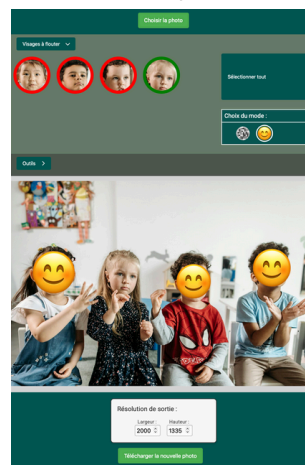 Choisir la photo
Visages à flouter
Sélectionner tout
Choix du mode :
Outils
Résolution de sortie :
Largeur :
Hauteur :
2000
1335
Télécharger la nouvelle photo